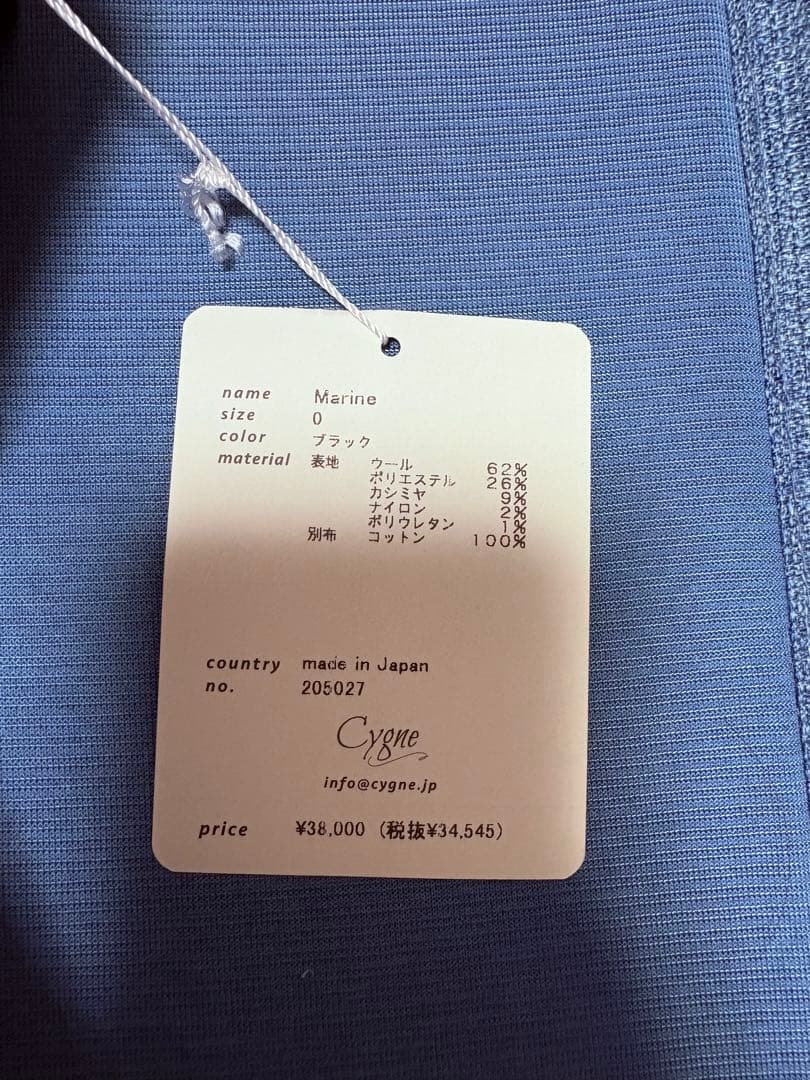 name Marine
size 0
color ブラック
material 表地 ウール 62%
ポリエステル 26%
カシミヤ 9%
ナイロン 2%
ポリウレタン 1%
別布 コットン 100%
country made in Japan
no. 205027
Cygne
info@cygne.jp
price ¥38,000 (税抜¥34,545)